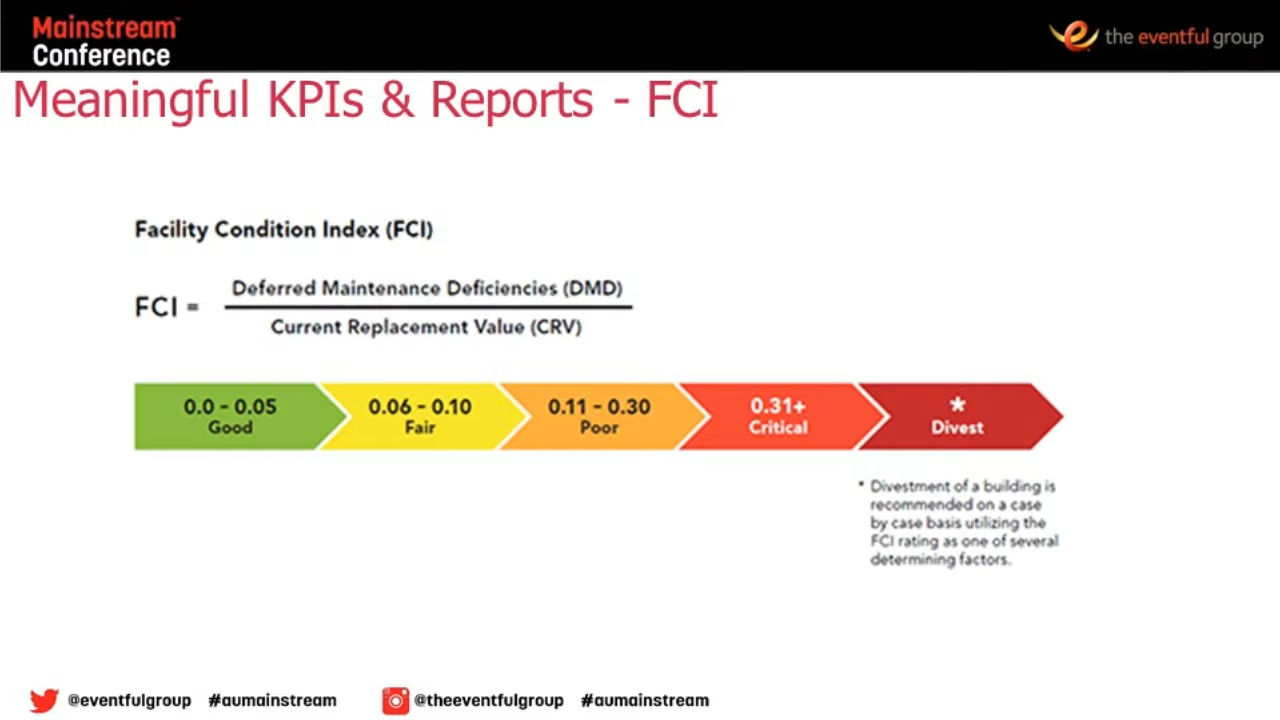 Mainstream™
Conference
the eventful group
Meaningful KPIs & Reports - FCI
Facility Condition Index (FCI)
Deferred Maintenance Deficiencies (DMD)
FCI =
Current Replacement Value (CRV)
0.0 – 0.05
Good
0.06 – 0.10
Fair
0.11 – 0.30
Poor
0.31+
Critical
*
Divest
* Divestment of a building is
recommended on a case
by case basis utilizing the
FCI rating as one of several
determining factors.
@eventfulgroup #aumainstream
@theeventfulgroup #aumainstream